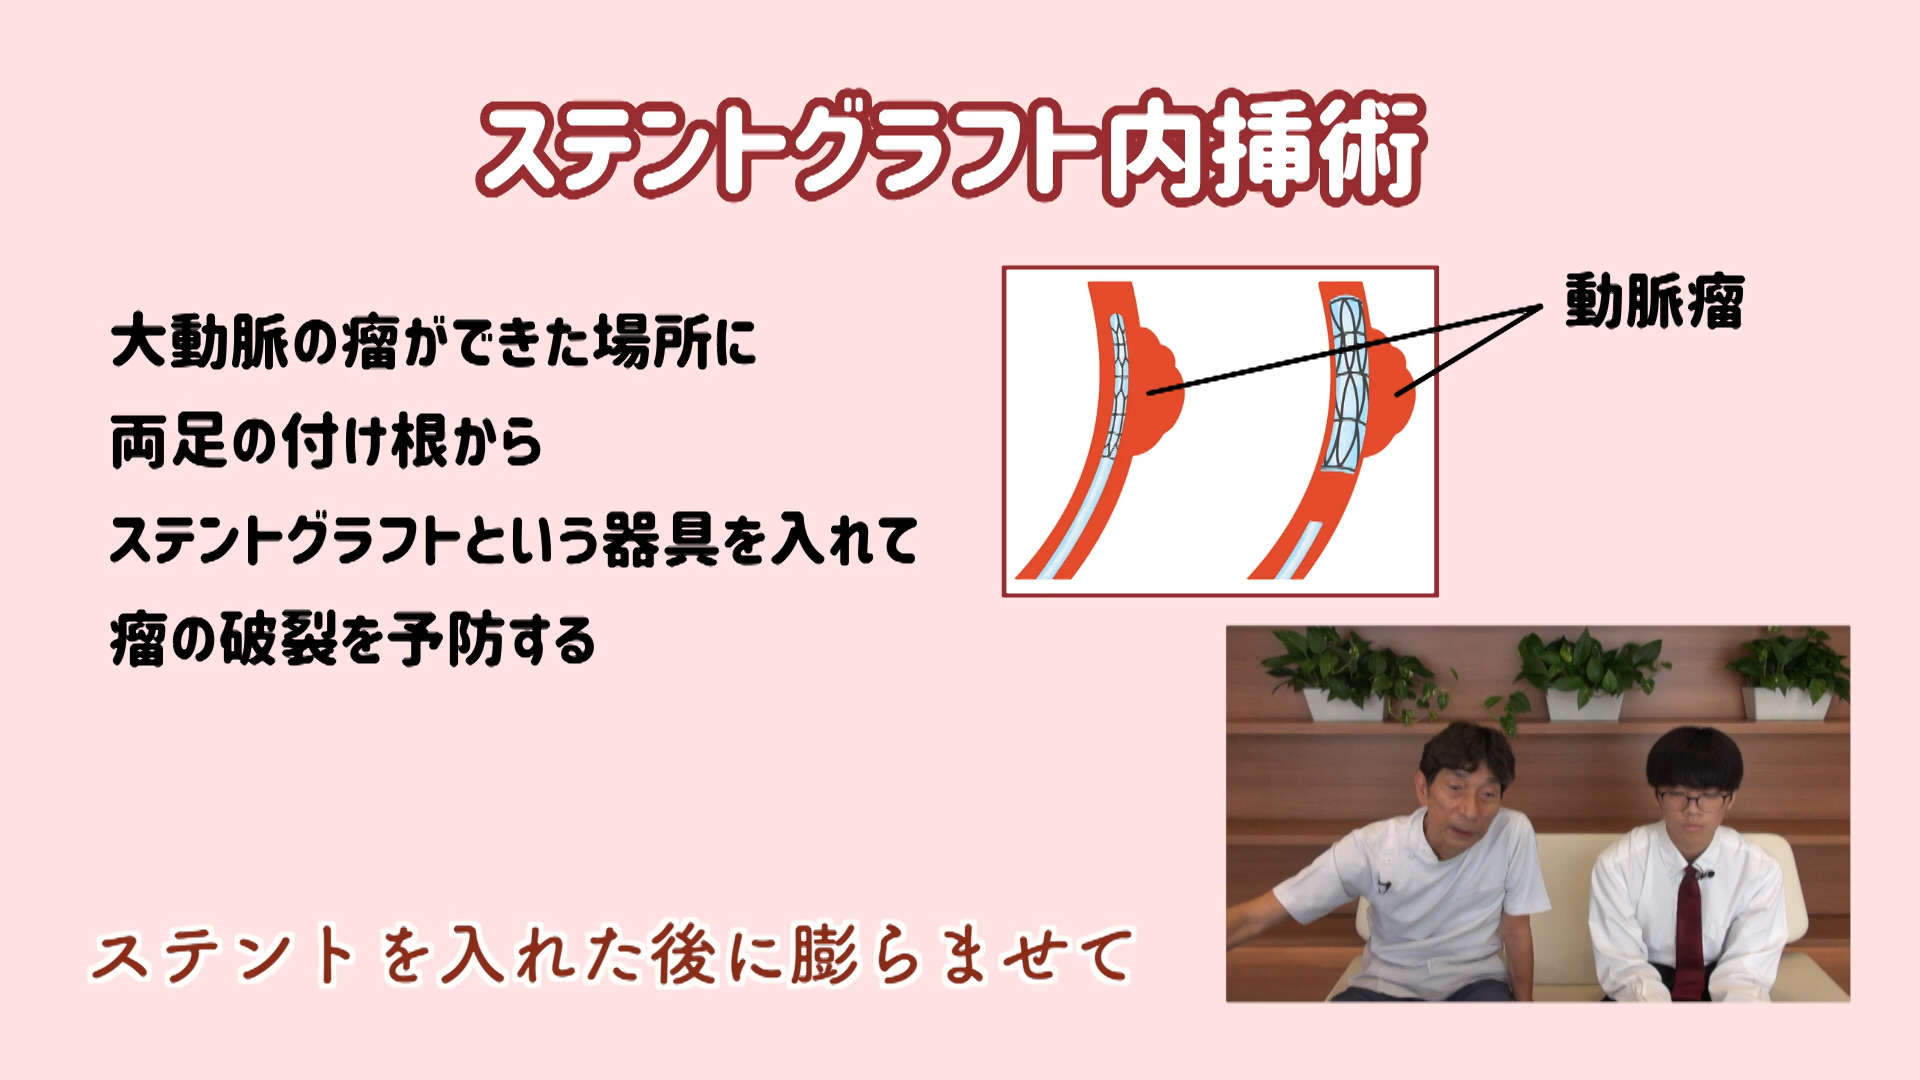 ステントグラフト内挿術
動脈瘤
大動脈の瘤ができた場所に
両足の付け根から
ステントグラフトという器具を入れて
瘤の破裂を予防する
ステントを入れた後に膨らませて